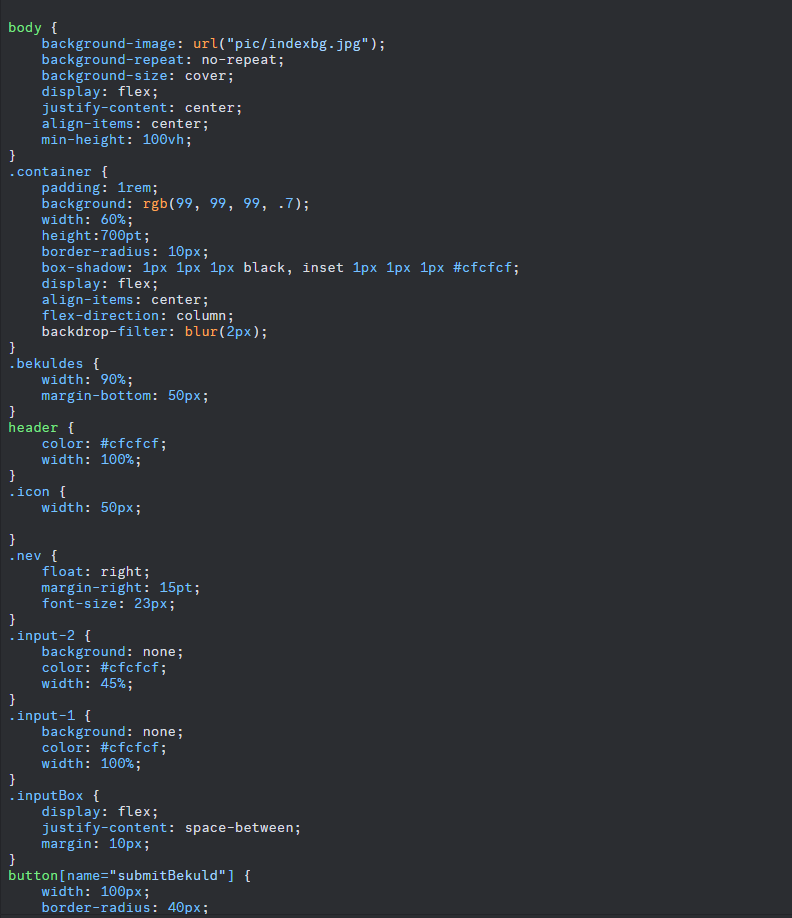 body {
    background-image: url("pic/indexbg.jpg");
    background-repeat: no-repeat;
    background-size: cover;
    display: flex;
    justify-content: center;
    align-items: center;
    min-height: 100vh;
}
.container {
    padding: 1rem;
    background: rgb(99, 99, 99, .7);
    width: 60%;
    height:700pt;
    border-radius: 10px;
    box-shadow: 1px 1px 1px black, inset 1px 1px 1px #cfcfcf;
    display: flex;
    align-items: center;
    flex-direction: column;
    backdrop-filter: blur(2px);
}
.bekuldes {
    width: 90%;
    margin-bottom: 50px;
}
header {
    color: #cfcfcf;
    width: 100%;
}
.icon {
    width: 50px;

}
.nev {
    float: right;
    margin-right: 15pt;
    font-size: 23px;
}
.input-2 {
    background: none;
    color: #cfcfcf;
    width: 45%;
}
.input-1 {
    background: none;
    color: #cfcfcf;
    width: 100%;
}
.inputBox {
    display: flex;
    justify-content: space-between;
    margin: 10px;
}
button[name="submitBekuld"] {
    width: 100px;
    border-radius: 40px;